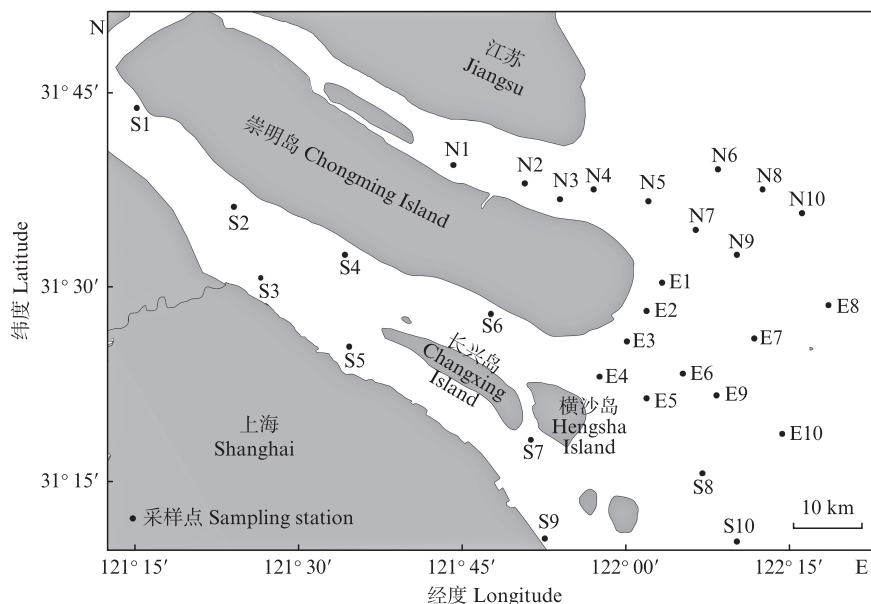 N
江苏
Jiangsu
31° 45′
S1
崇明岛 Chongming Island
N1
N2
N3
N4
N5
N6
N7
N8
N9
N10
S2
S4
S3
31° 30′
纬度 Latitude
S6
S5
E1
E2
E3
E4
E5
E6
E7
E8
E9
E10
长兴岛
Changxing
Island
横沙岛
Hengsha
Island
上海
Shanghai
S7
S8
31° 15′
采样点 Sampling station
S9
S10
10 km
121° 15′
121° 30′
121° 45′
122° 00′
122° 15′
E
经度 Longitude